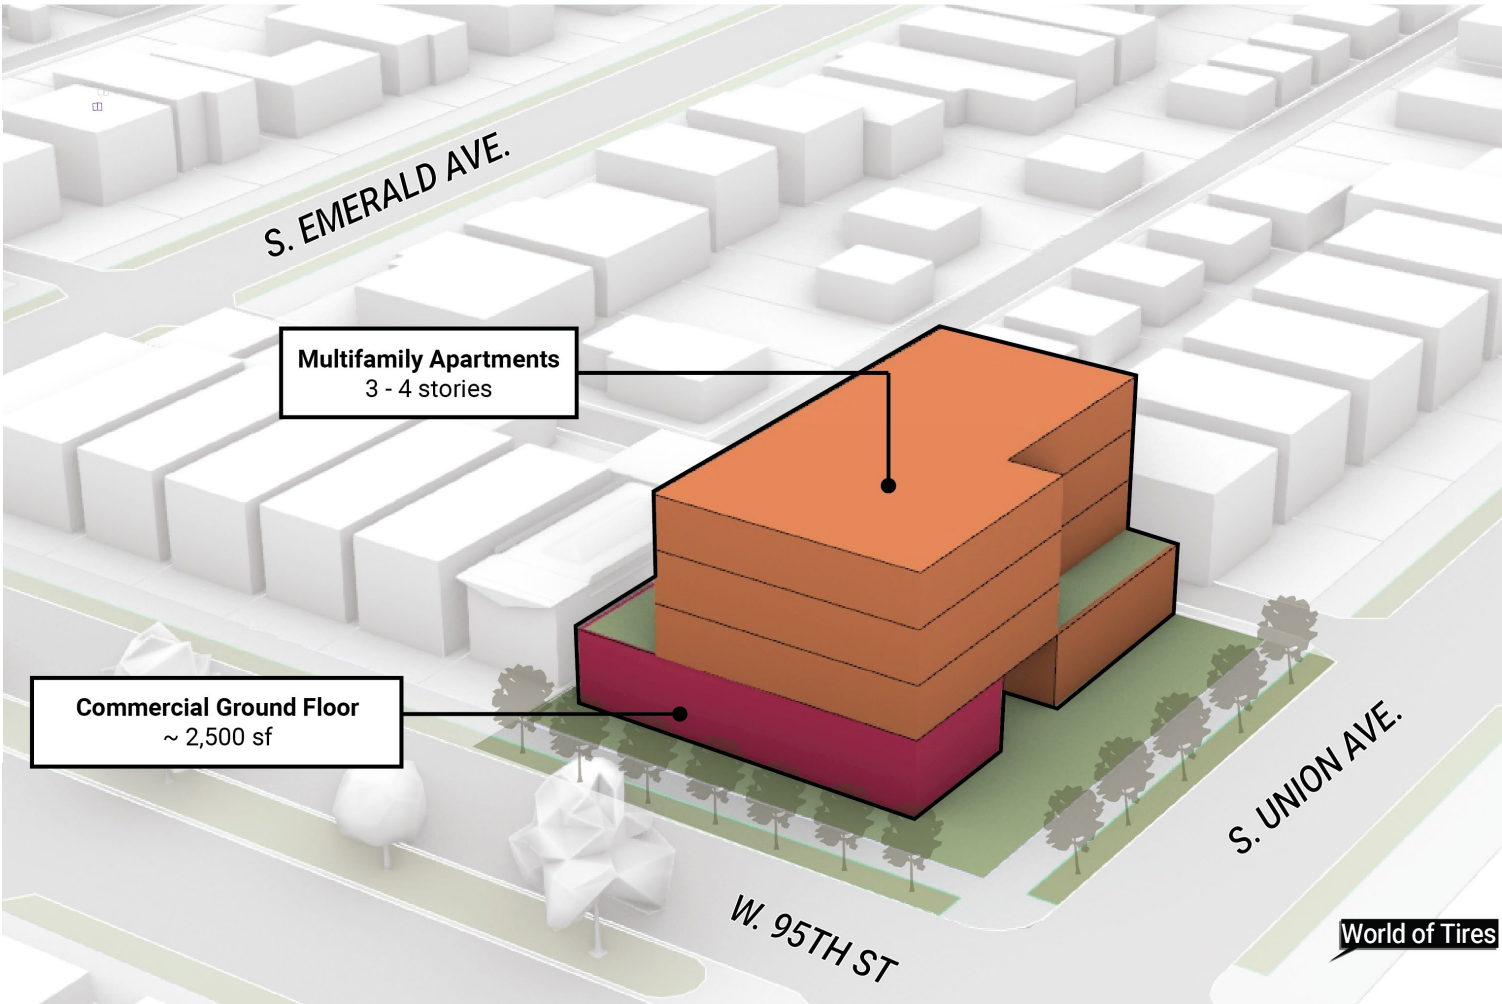 S. EMERALD AVE.
Multifamily Apartments
3 - 4 stories
Commercial Ground Floor
~ 2,500 sf
S. UNION AVE.
W. 95TH ST
World of Tires